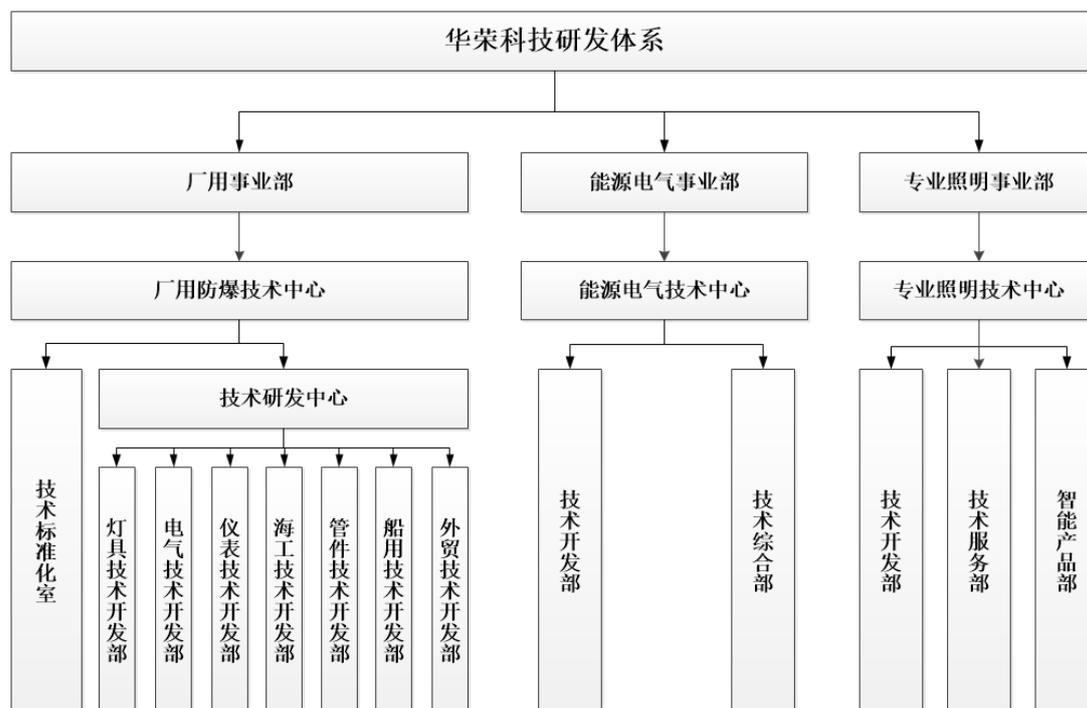 华荣科技研发体系
厂用事业部
能源电气事业部
专业照明事业部
厂用防爆技术中心
能源电气技术中心
专业照明技术中心
技术标准化室
技术研发中心
灯具技术开发部
电气技术开发部
仪表技术开发部
海工技术开发部
管件技术开发部
船用技术开发部
外贸技术开发部
技术开发部
技术综合部
技术开发部
技术服务部
智能产品部